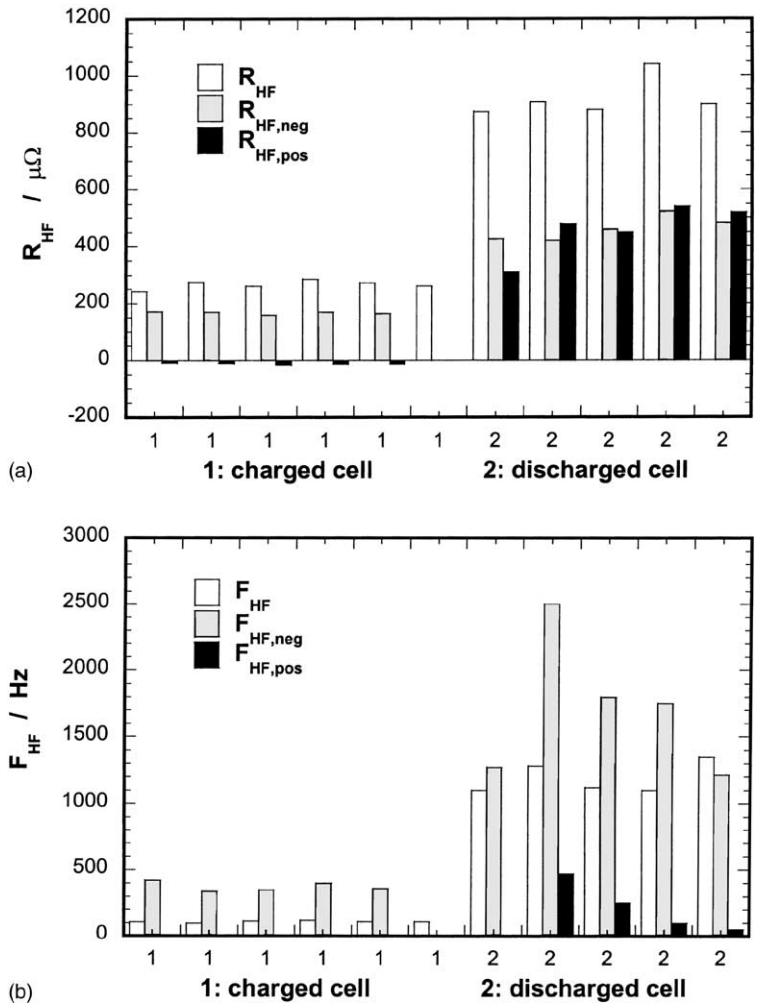 1200
1000
800
600
400
200
0
-200
R_HF / μΩ
R_HF
R_HF,neg
R_HF,pos
1 1 1 1 1 1 2 2 2 2 2
(a)
1: charged cell 2: discharged cell
3000
2500
2000
1500
1000
500
0
F_HF / Hz
F_HF
F_HF,neg
F_HF,pos
1 1 1 1 1 1 2 2 2 2 2
(b)
1: charged cell 2: discharged cell